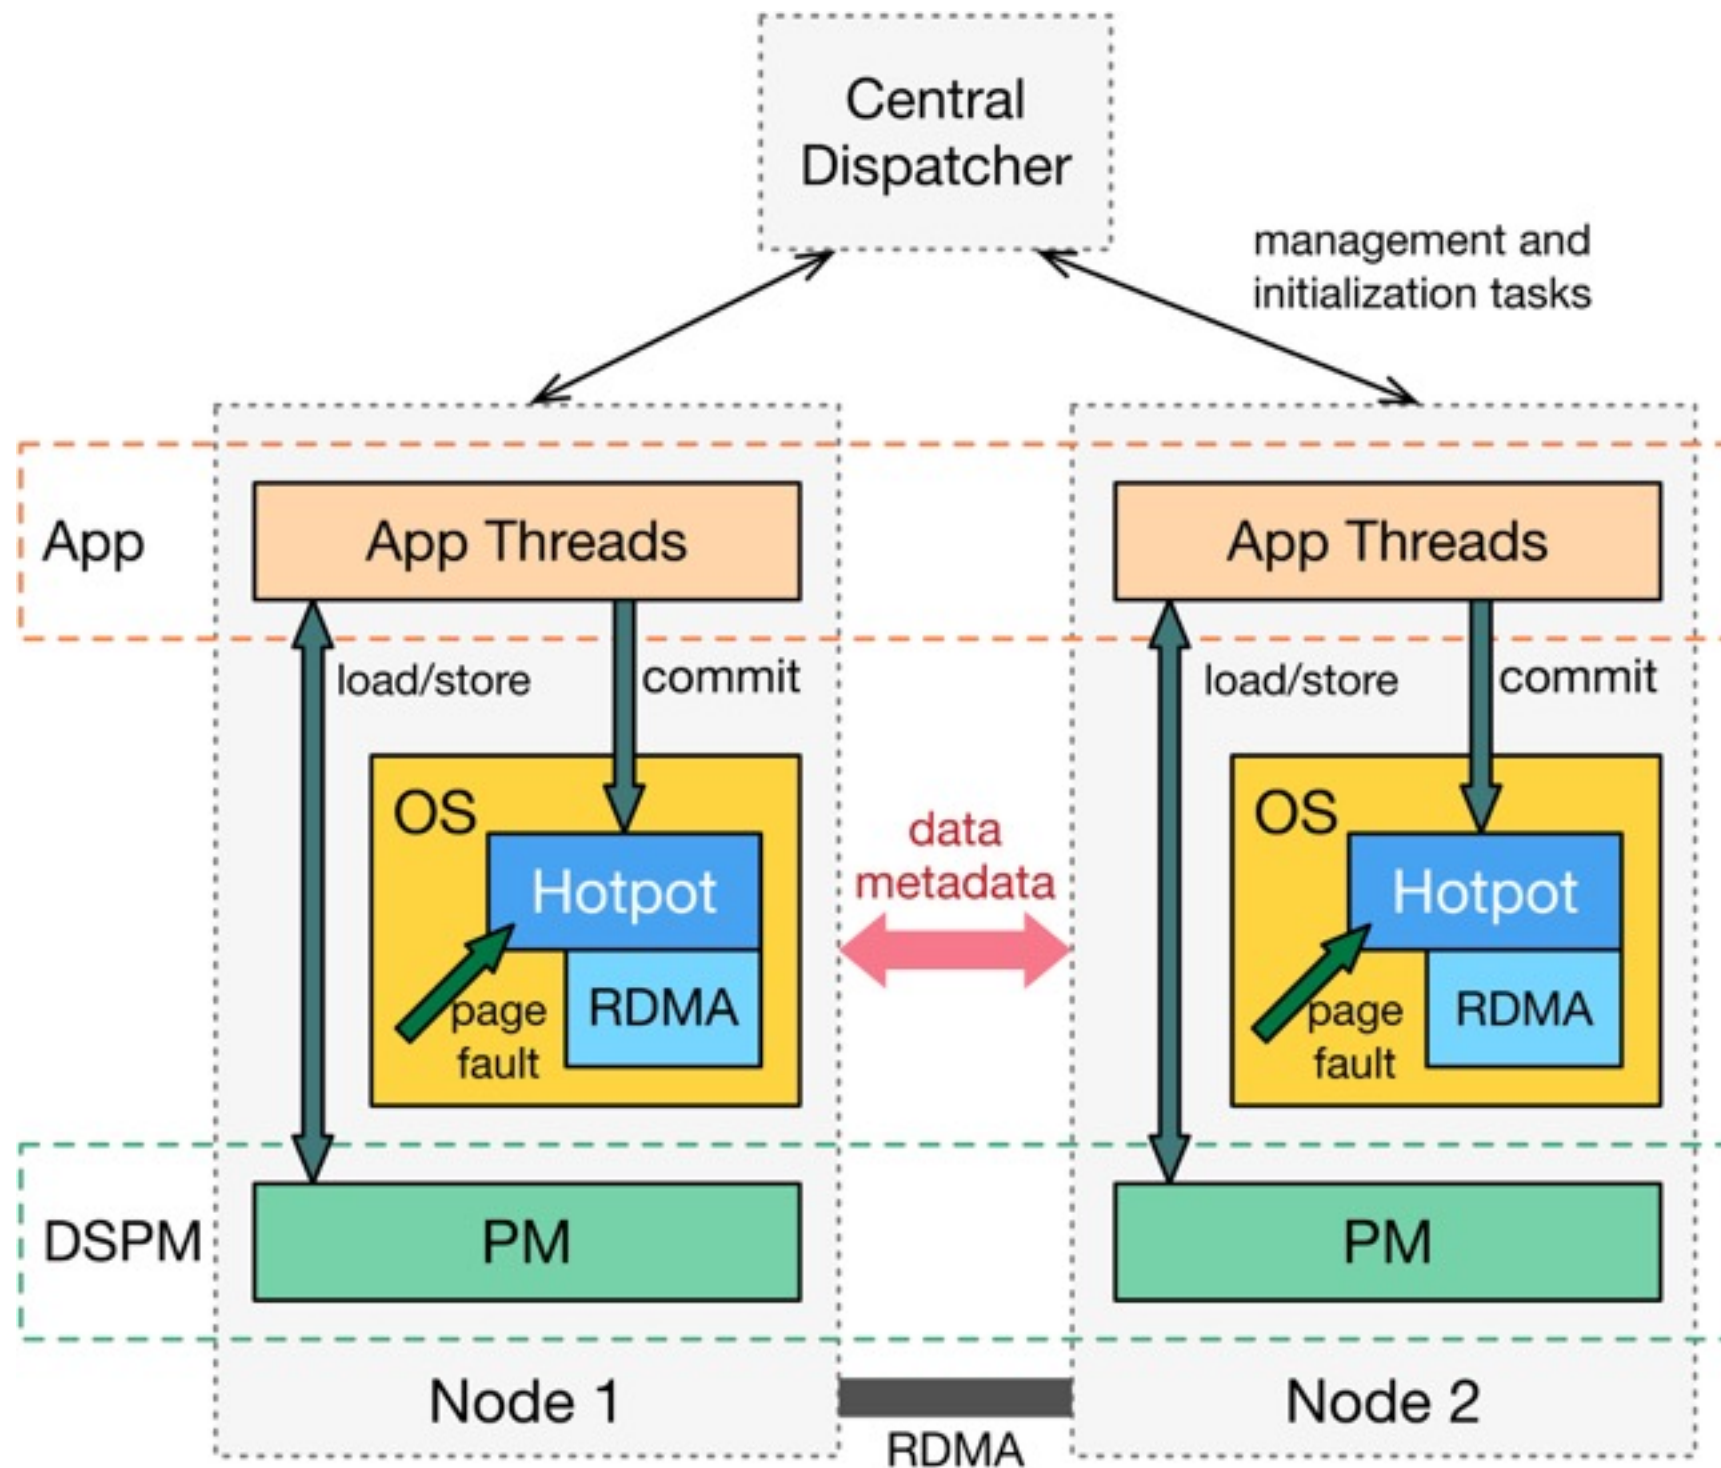 Central
Dispatcher
management and
initialization tasks
App
App Threads
App Threads
load/store
commit
load/store
commit
OS
Hotpot
RDMA
page
fault
data
metadata
OS
Hotpot
RDMA
page
fault
DSPM
PM
PM
Node 1
RDMA
Node 2